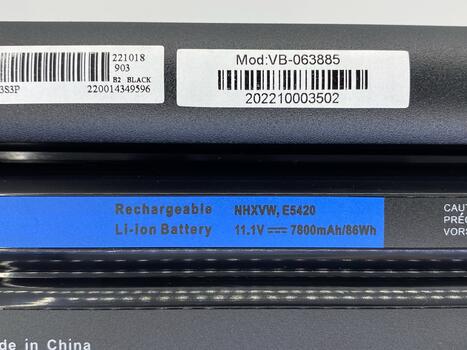 221018
903
B2 BLACK
3S3P 220014349596
Mod:VB-063885
202210003502
Rechargeable NHXVW, E5420
Li-ion Battery 11.1V 7800mAh/86Wh
CAUT
PRÉC
VORS
de in China